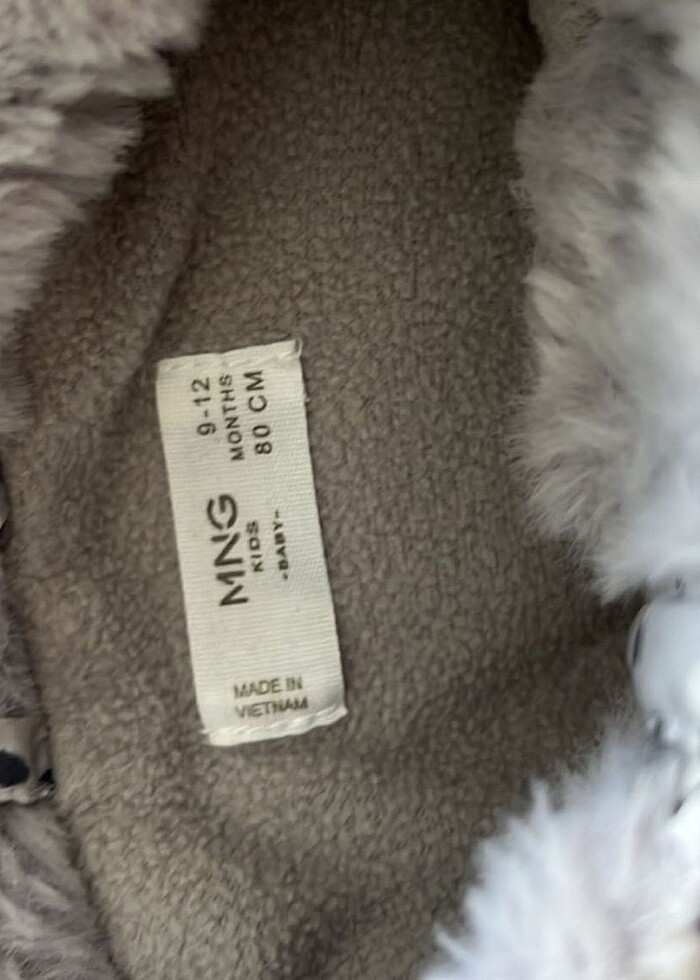 MNG
KIDS
-BABY-
9-12
MONTHS
80 CM
MADE IN
VIETNAM